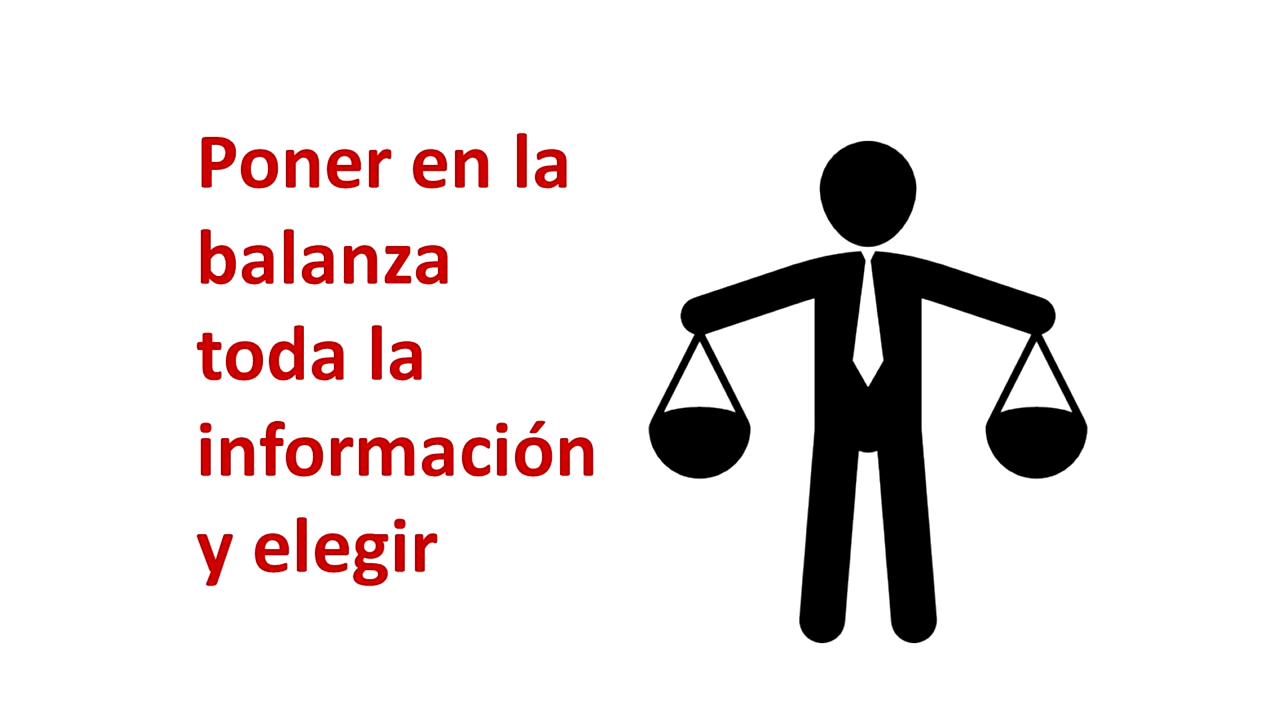 Poner en la
balanza
toda la
información
y elegir